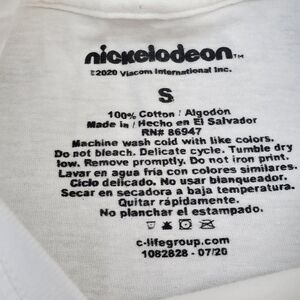 nickelodeon™
©2020 Viacom International Inc.
S
100% Cotton / Algodón
Made in / Hecho en El Salvador
RN# 86947
Machine wash cold with like colors.
Do not bleach. Delicate cycle. Tumble dry
low. Remove promptly. Do not iron print.
Lavar en agua fría con colores similares.
Ciclo delicado. No usar blanqueador.
Secar en secadora a baja temperatura.
Quitar rápidamente.
No planchar el estampado.
c-lifegroup.com
1082828 - 07/20